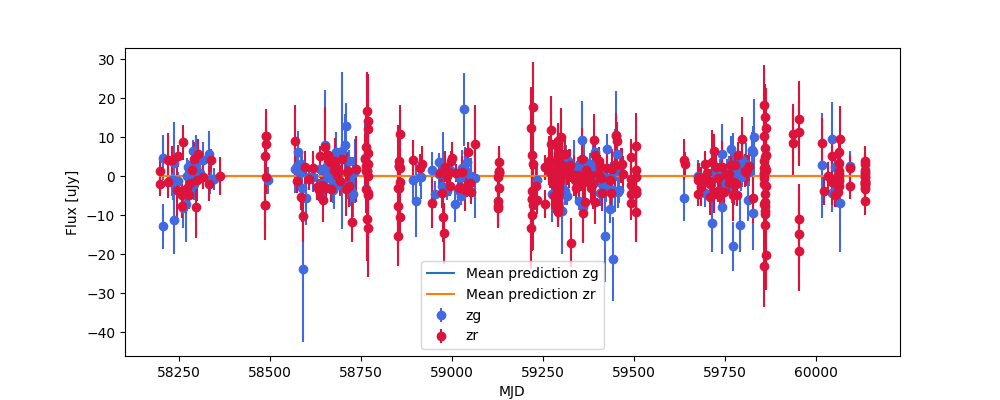 30
20
10
0
−10
−20
−30
−40
Flux [uJy]
Mean prediction zg
Mean prediction zr
zg
zr
58250 58500 58750 59000 59250 59500 59750 60000
MJD